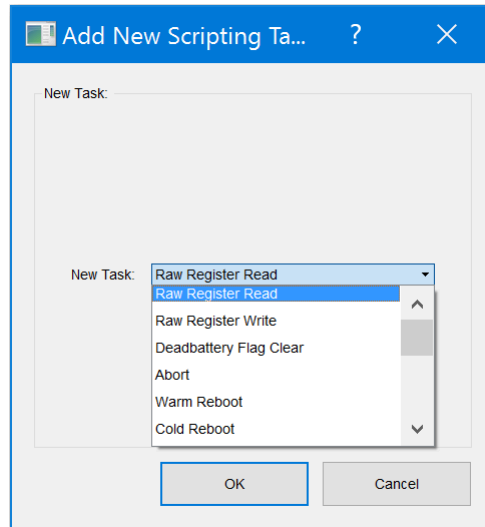 Add New Scripting Ta... ?
New Task:
New Task: Raw Register Read
Raw Register Read
Raw Register Write
Deadbattery Flag Clear
Abort
Warm Reboot
Cold Reboot
OK Cancel